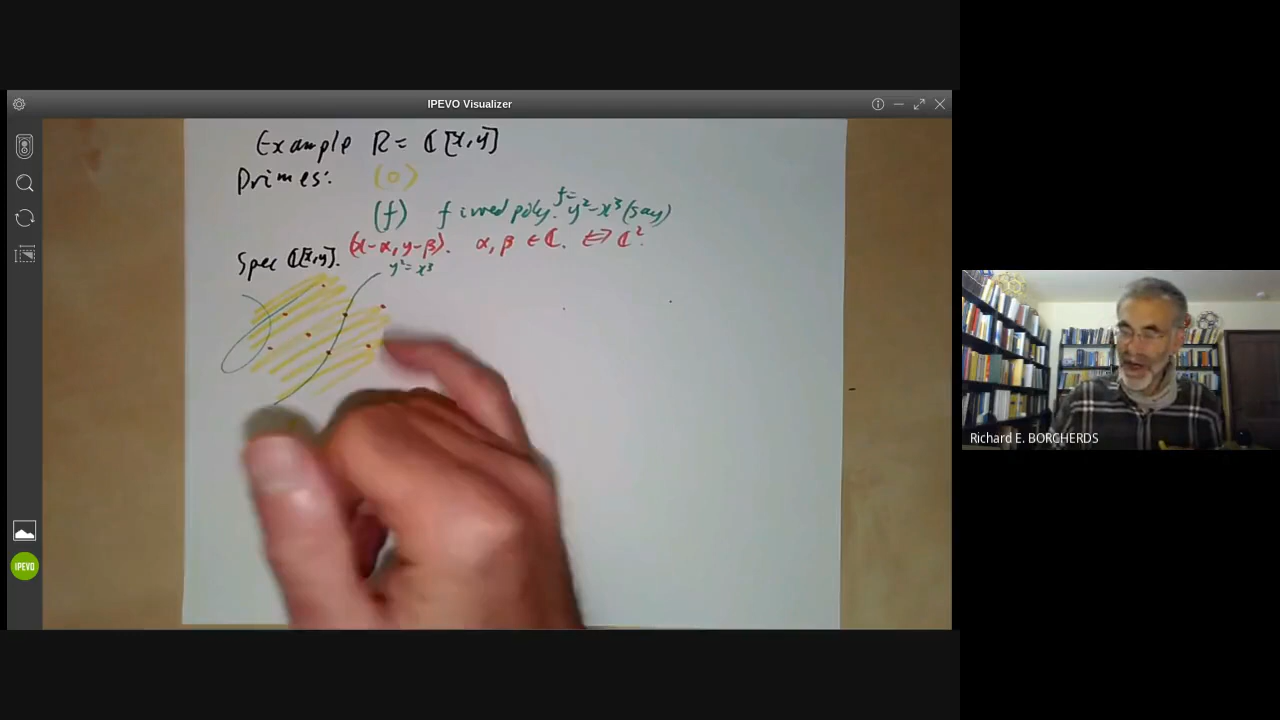 IPEVO Visualizer
Example R = ℂ[x,y]
Primes: (0)
(f) f irred poly. f= y²-x³ (say)
(x-α, y-β). α, β ∈ ℂ. ⇔ ℂ².
Spec ℂ[x,y].
y²=x³
Richard E. BORCHERDS
IPEVO